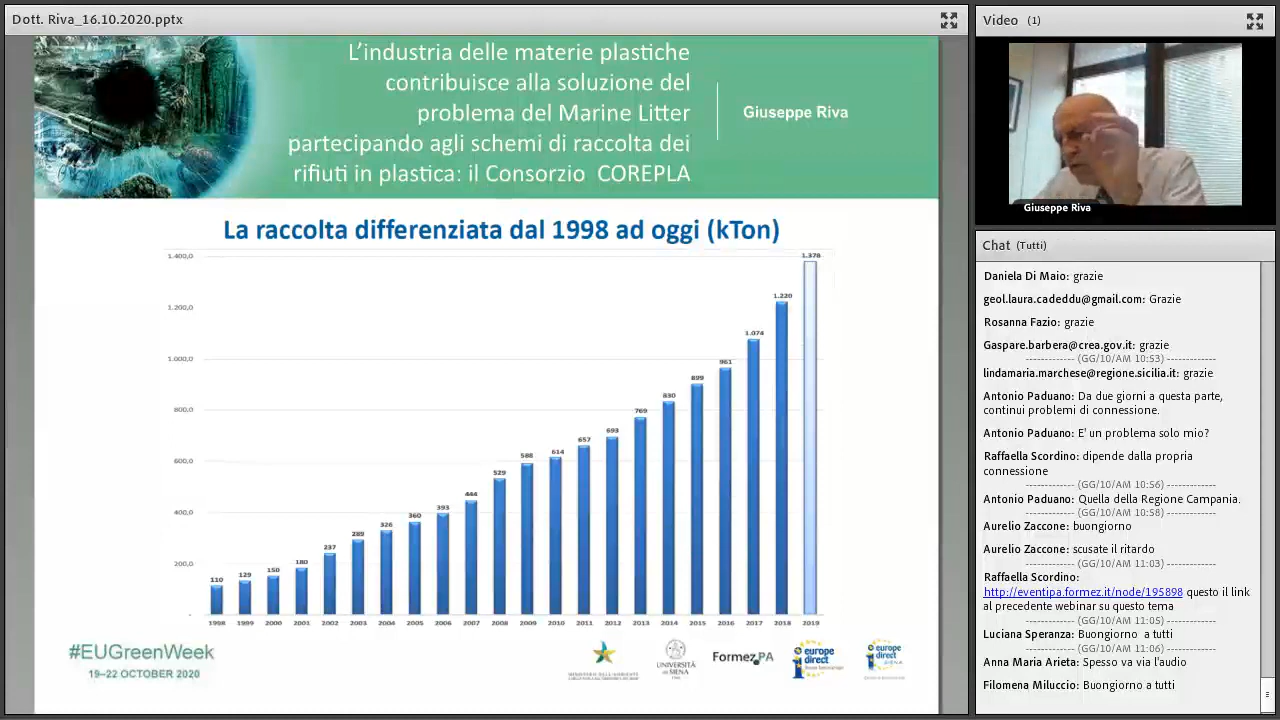 Dott. Riva_16.10.2020.pptx
L'industria delle materie plastiche
contribuisce alla soluzione del
problema del Marine Litter
partecipando agli schemi di raccolta dei
rifiuti in plastica: il Consorzio COREPLA
Giuseppe Riva
La raccolta differenziata dal 1998 ad oggi (kTon)
1.400,0
1.200,0
1.000,0
800,0
600,0
400,0
200,0
-
110
129
150
180
237
289
326
360
393
444
529
588
614
657
693
769
830
899
961
1.074
1.220
1.378
1998
1999
2000
2001
2002
2003
2004
2005
2006
2007
2008
2009
2010
2011
2012
2013
2014
2015
2016
2017
2018
2019
#EUGreenWeek
19–22 OCTOBER 2020
UNIVERSITÀ
DI SIENA
1240
Formez PA
europe
direct
europe
direct
SIENA
Video (1)
Giuseppe Riva
Chat (Tutti)
Daniela Di Maio: grazie
geol.laura.cadeddu@gmail.com: Grazie
Rosanna Fazio: grazie
Gaspare.barbera@crea.gov.it: grazie
------------ (GG/10/AM 10:53) ------------
lindamaria.marchese@regione.sicilia.it: grazie
Antonio Paduano: Da due giorni a questa parte,
continui problemi di connessione.
Antonio Paduano: E' un problema solo mio?
Raffaella Scordino: dipende dalla propria
connessione
------------ (GG/10/AM 10:56) ------------
Antonio Paduano: Quella della Regione Campania.
------------ (GG/10/AM 10:58) ------------
Aurelio Zaccone: buongiorno
Aurelio Zaccone: scusate il ritardo
------------ (GG/10/AM 11:03) ------------
Raffaella Scordino:
http://eventipa.formez.it/node/195898 questo il link
al precedente webinar su questo tema
------------ (GG/10/AM 11:05) ------------
Luciana Speranza: Buongiorno a tutti
------------ (GG/10/AM 11:06) ------------
Anna Maria Arpa: sparito l'audio
Filomena Nuccio: Buongiorno a tutti